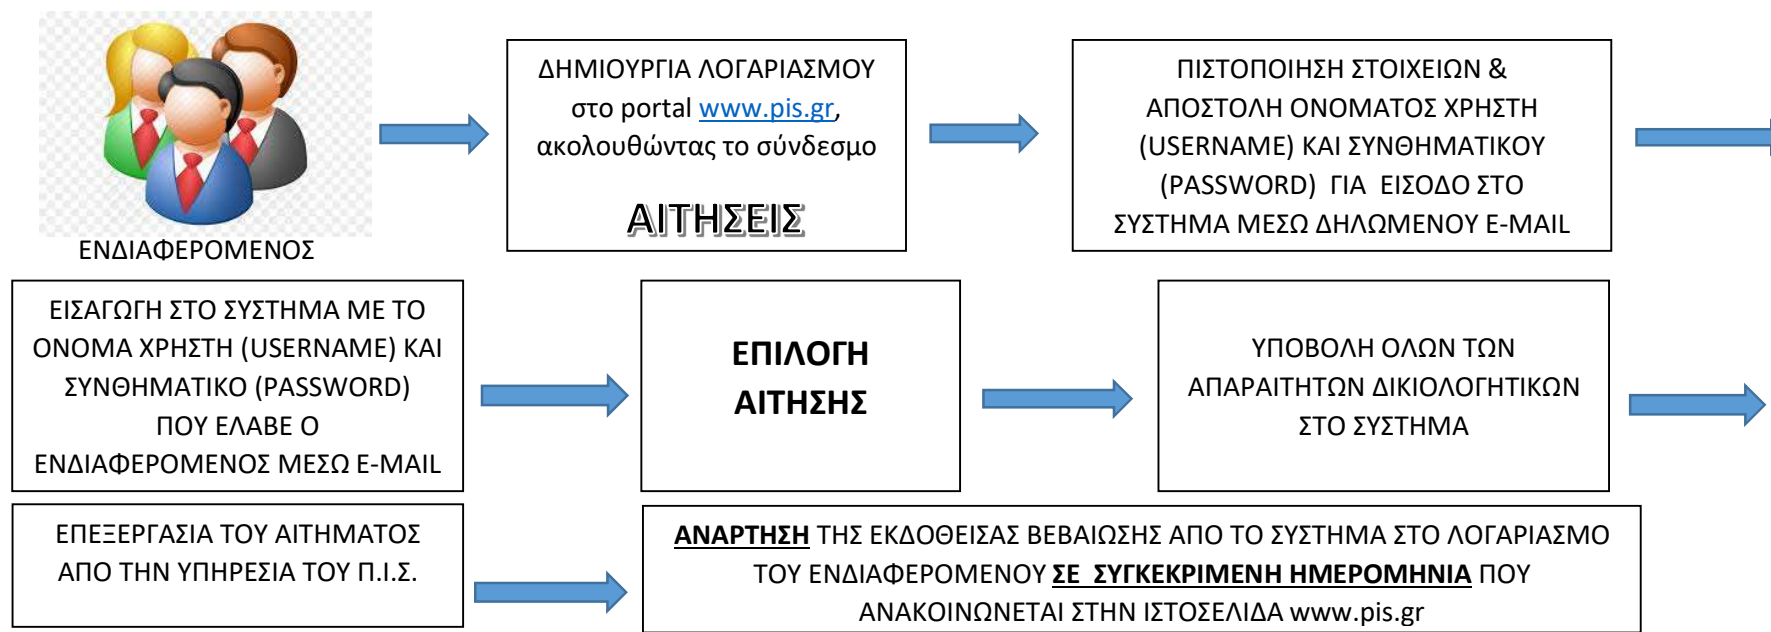 ΕΝΔΙΑΦΕΡΟΜΕΝΟΣ
ΔΗΜΙΟΥΡΓΙΑ ΛΟΓΑΡΙΑΣΜΟΥ
στο portal www.pis.gr,
ακολουθώντας το σύνδεσμο
ΑΙΤΗΣΕΙΣ
ΠΙΣΤΟΠΟΙΗΣΗ ΣΤΟΙΧΕΙΩΝ &
ΑΠΟΣΤΟΛΗ ΟΝΟΜΑΤΟΣ ΧΡΗΣΤΗ
(USERNAME) ΚΑΙ ΣΥΝΘΗΜΑΤΙΚΟΥ
(PASSWORD) ΓΙΑ ΕΙΣΟΔΟ ΣΤΟ
ΣΥΣΤΗΜΑ ΜΕΣΩ ΔΗΛΩΜΕΝΟΥ E-MAIL
ΕΙΣΑΓΩΓΗ ΣΤΟ ΣΥΣΤΗΜΑ ΜΕ ΤΟ
ΟΝΟΜΑ ΧΡΗΣΤΗ (USERNAME) ΚΑΙ
ΣΥΝΘΗΜΑΤΙΚΟ (PASSWORD)
ΠΟΥ ΕΛΑΒΕ Ο
ΕΝΔΙΑΦΕΡΟΜΕΝΟΣ ΜΕΣΩ E-MAIL
ΕΠΙΛΟΓΗ
ΑΙΤΗΣΗΣ
ΥΠΟΒΟΛΗ ΟΛΩΝ ΤΩΝ
ΑΠΑΡΑΙΤΗΤΩΝ ΔΙΚΙΟΛΟΓΗΤΙΚΩΝ
ΣΤΟ ΣΥΣΤΗΜΑ
ΕΠΕΞΕΡΓΑΣΙΑ ΤΟΥ ΑΙΤΗΜΑΤΟΣ
ΑΠΟ ΤΗΝ ΥΠΗΡΕΣΙΑ ΤΟΥ Π.Ι.Σ.
ΑΝΑΡΤΗΣΗ ΤΗΣ ΕΚΔΟΘΕΙΣΑΣ ΒΕΒΑΙΩΣΗΣ ΑΠΟ ΤΟ ΣΥΣΤΗΜΑ ΣΤΟ ΛΟΓΑΡΙΑΣΜΟ
ΤΟΥ ΕΝΔΙΑΦΕΡΟΜΕΝΟΥ ΣΕ ΣΥΓΚΕΚΡΙΜΕΝΗ ΗΜΕΡΟΜΗΝΙΑ ΠΟΥ
ΑΝΑΚΟΙΝΩΝΕΤΑΙ ΣΤΗΝ ΙΣΤΟΣΕΛΙΔΑ www.pis.gr